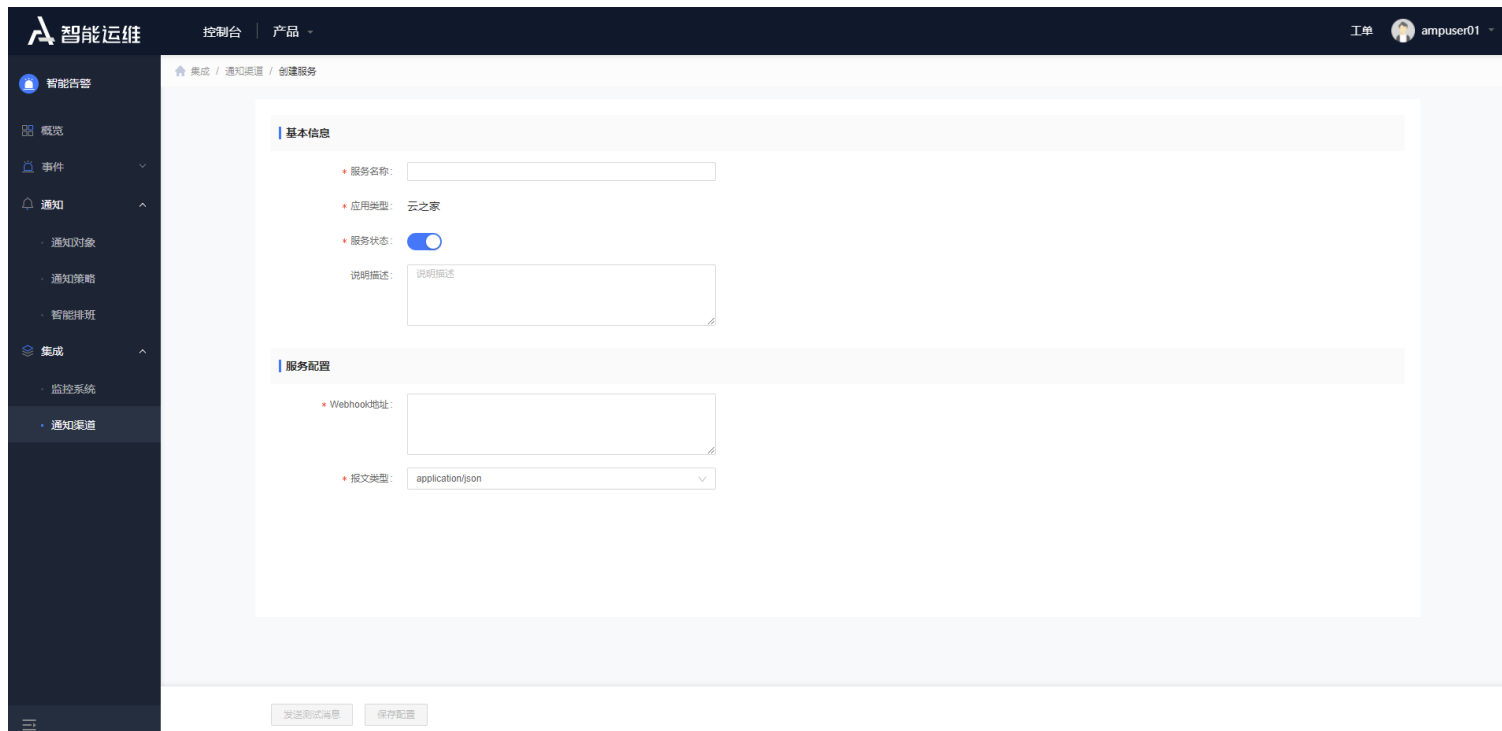 智能运维
控制台
产品
工单
ampuser01
智能告警
概览
事件
通知
通知对象
通知策略
智能排班
集成
监控系统
通知渠道
集成 / 通知渠道 / 创建服务
基本信息
* 服务名称:
* 应用类型: 云之家
* 服务状态:
说明描述: 说明描述
服务配置
* Webhook地址:
* 报文类型: application/json
发送测试消息 保存配置